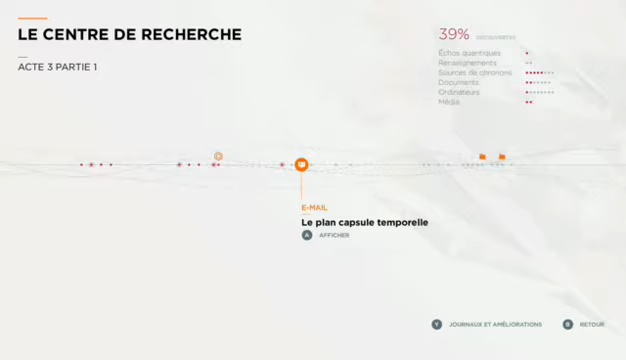 LE CENTRE DE RECHERCHE
ACTE 3 PARTIE 1
39% DÉCOUVERTES
Échos quantiques
Renseignements
Sources de chronons
Documents
Ordinateurs
Média
E-MAIL
Le plan capsule temporelle
A AFFICHER
Y JOURNAUX ET AMÉLIORATIONS B RETOUR